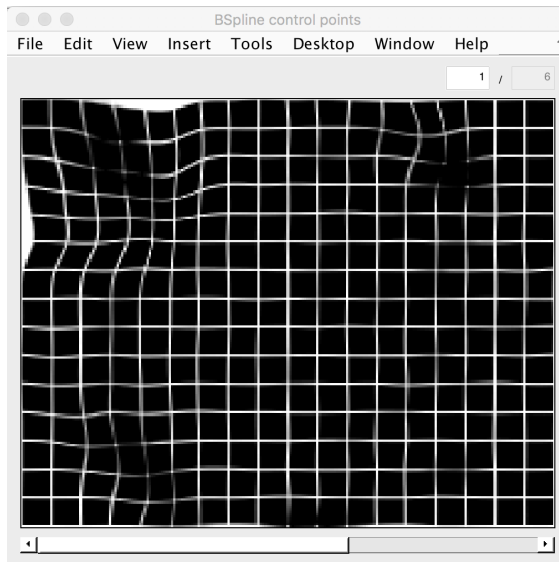 BSpline control points
File Edit View Insert Tools Desktop Window Help
1 / 6